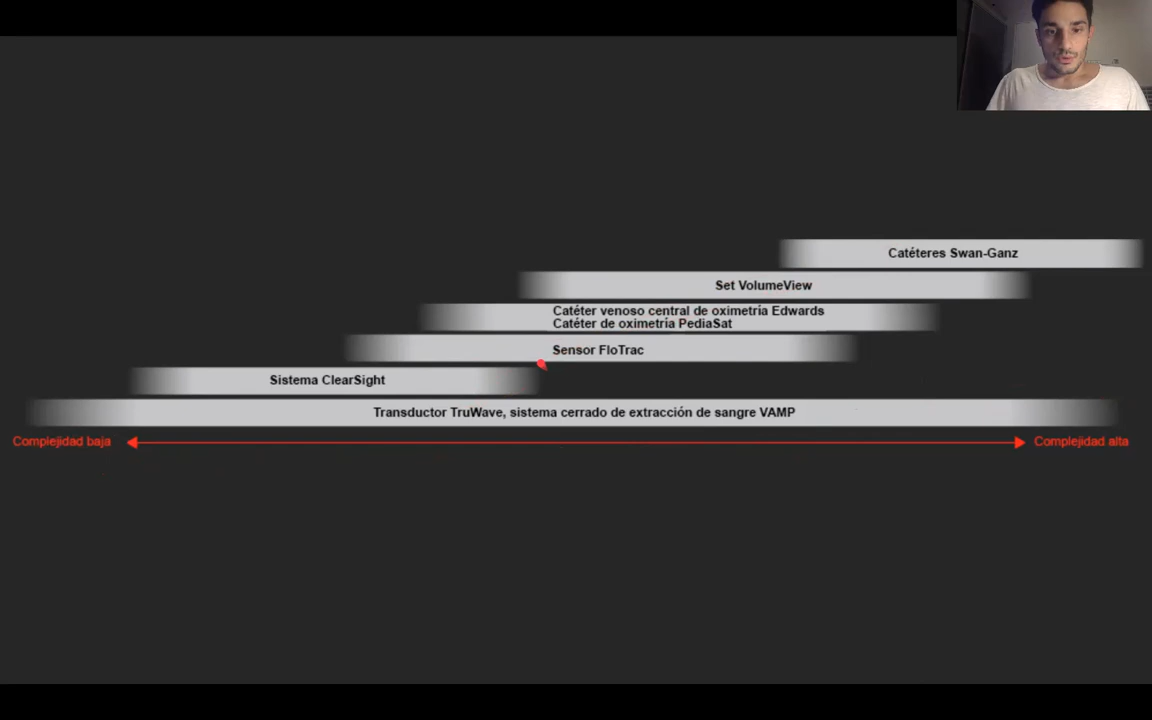 Catéteres Swan-Ganz
Set VolumeView
Catéter venoso central de oximetría Edwards
Catéter de oximetría PediaSat
Sensor FloTrac
Sistema ClearSight
Transductor TruWave, sistema cerrado de extracción de sangre VAMP
Complejidad baja
Complejidad alta